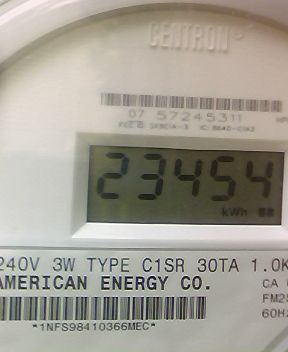 CENTRON
07 57245311
23454
kWh 88
240V 3W TYPE C1SR 30TA 1.0K
AMERICAN ENERGY CO.
CA
FM2S
60Hz
*1NFS98410366MEC*